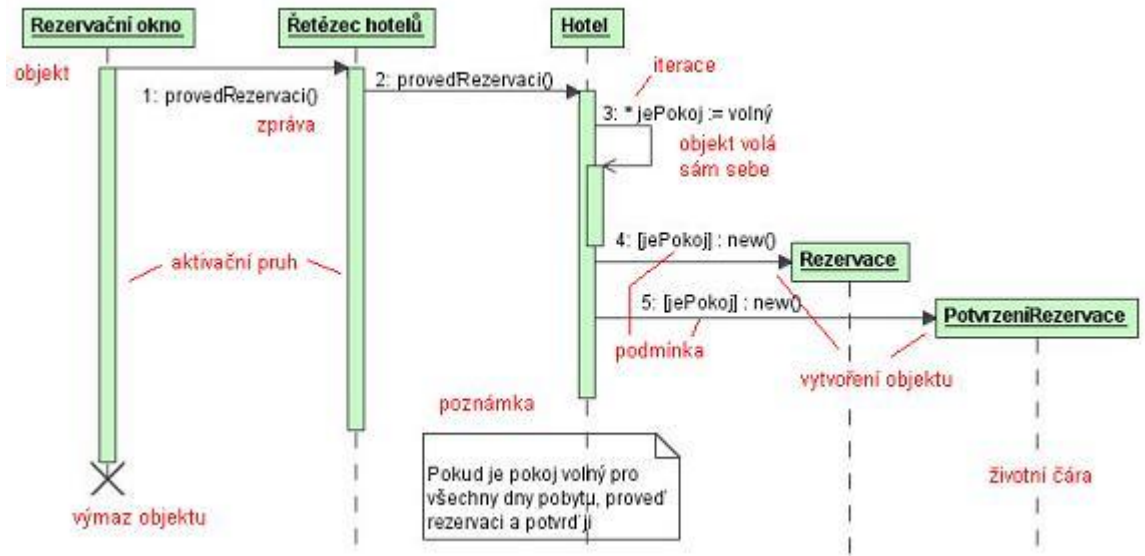 Rezervační okno
Řetězec hotelů
Hotel
objekt
1: provedRezervaci()
zpráva
2: provedRezervaci()
iterace
3: * jePokoj := volný
objekt volá
sám sebe
4: [jePokoj] : new()
Rezervace
aktivační pruh
5: [jePokoj] : new()
PotvrzeníRezervace
podmínka
vytvoření objektu
poznámka
Pokud je pokoj volný pro
všechny dny pobytu, proveď
rezervaci a potvrď ji
životní čára
výmaz objektu